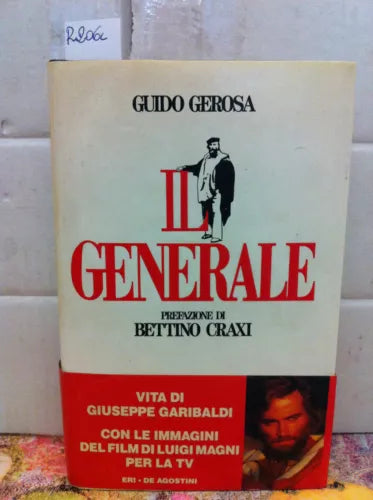 R2062
GUIDO GEROSA
IL
GENERALE
PREFAZIONE DI
BETTINO CRAXI
VITA DI
GIUSEPPE GARIBALDI
CON LE IMMAGINI
DEL FILM DI LUIGI MAGNI
PER LA TV
ERI • DE AGOSTINI